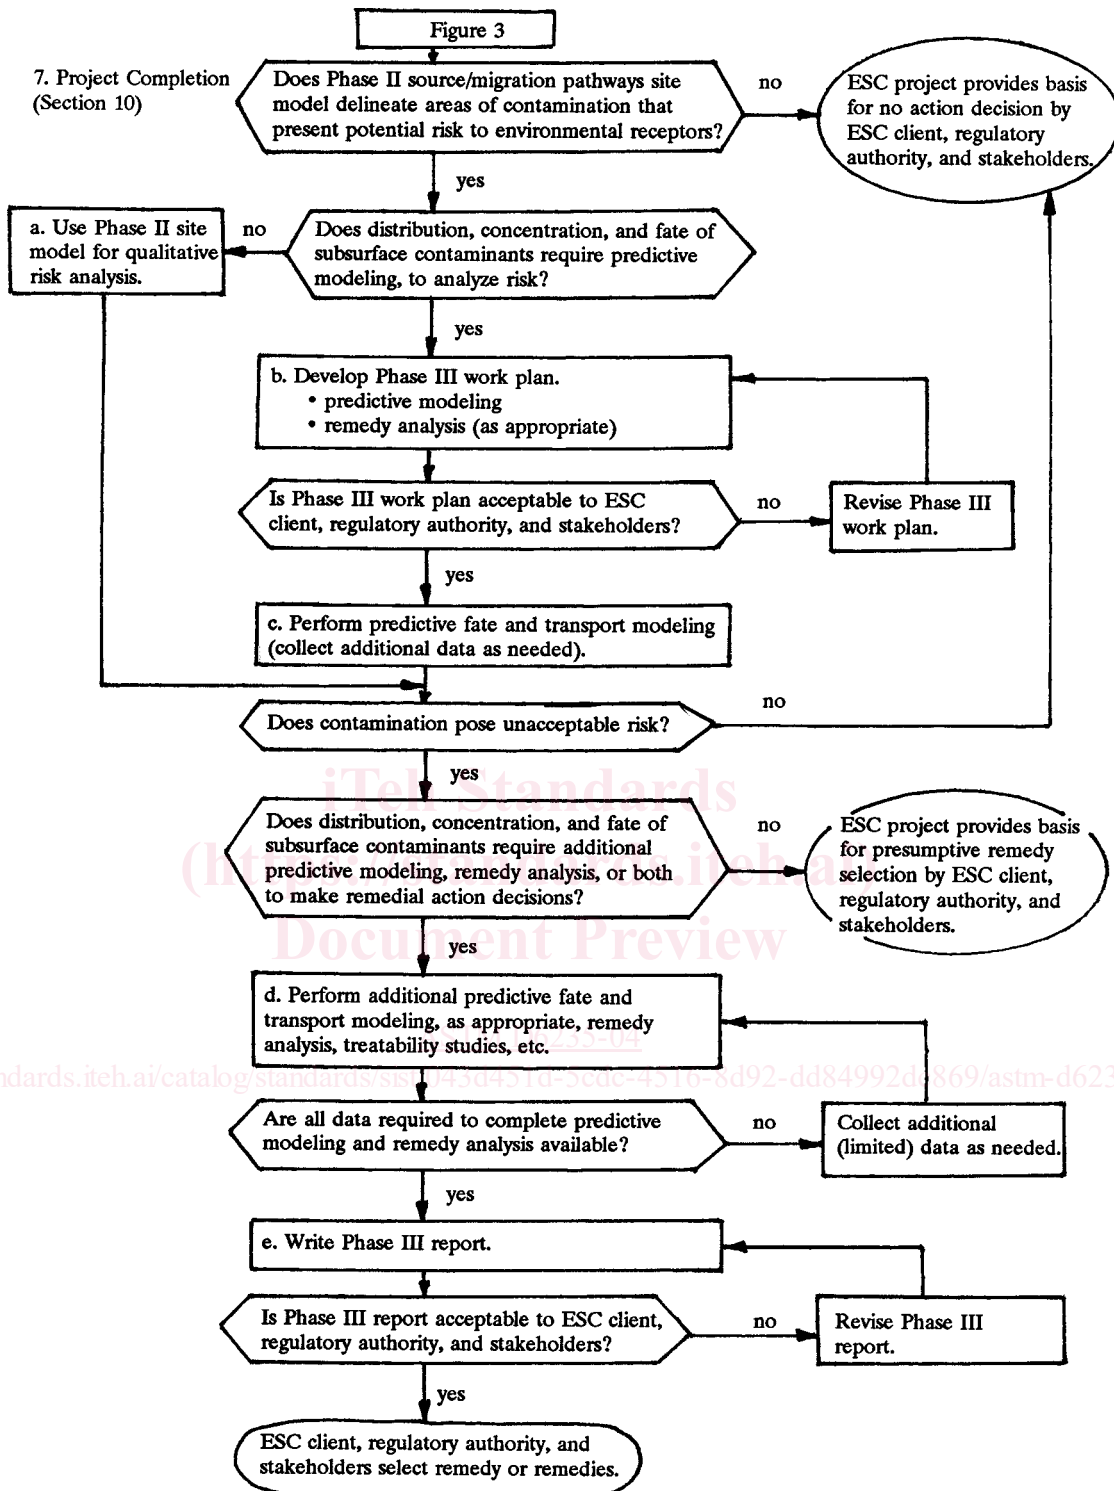 Figure 3
7. Project Completion
(Section 10)
Does Phase II source/migration pathways site
model delineate areas of contamination that
present potential risk to environmental receptors?
no
ESC project provides basis
for no action decision by
ESC client, regulatory
authority, and stakeholders.
yes
a. Use Phase II site
model for qualitative
risk analysis.
no
Does distribution, concentration, and fate of
subsurface contaminants require predictive
modeling, to analyze risk?
yes
b. Develop Phase III work plan.
• predictive modeling
• remedy analysis (as appropriate)
Is Phase III work plan acceptable to ESC
client, regulatory authority, and stakeholders?
no
Revise Phase III
work plan.
yes
c. Perform predictive fate and transport modeling
(collect additional data as needed).
Does contamination pose unacceptable risk?
no
yes
iTeh Standards
(https://standards.iteh.ai)
Document Preview
Does distribution, concentration, and fate of
subsurface contaminants require additional
predictive modeling, remedy analysis, or both
to make remedial action decisions?
no
ESC project provides basis
for presumptive remedy
selection by ESC client,
regulatory authority, and
stakeholders.
yes
d. Perform additional predictive fate and
transport modeling, as appropriate, remedy
analysis, treatability studies, etc.
Are all data required to complete predictive
modeling and remedy analysis available?
no
Collect additional
(limited) data as needed.
yes
e. Write Phase III report.
Is Phase III report acceptable to ESC client,
regulatory authority, and stakeholders?
no
Revise Phase III
report.
yes
ESC client, regulatory authority, and
stakeholders select remedy or remedies.